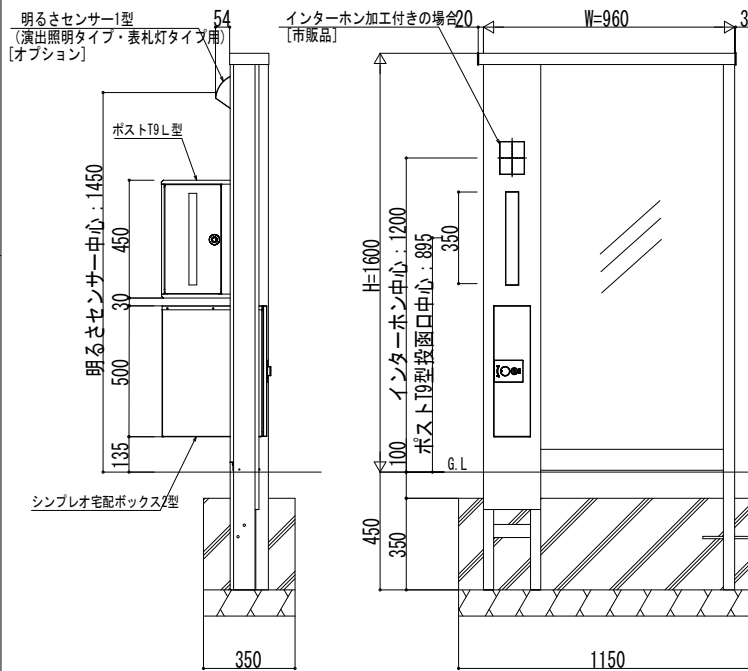 明るさセンサー1型
(演出照明タイプ・表札灯タイプ用)
[オプション]
54
インターホン加工付きの場合
[市販品]
20
W=960
3
ポストT9L型
明るさセンサー中心：1450
450
30
500
135
シンプレオ宅配ボックス2型
350
H=1600
インターホン中心：1200
ポストT9型投函口中心：895
350
100
G.L
450
350
1150